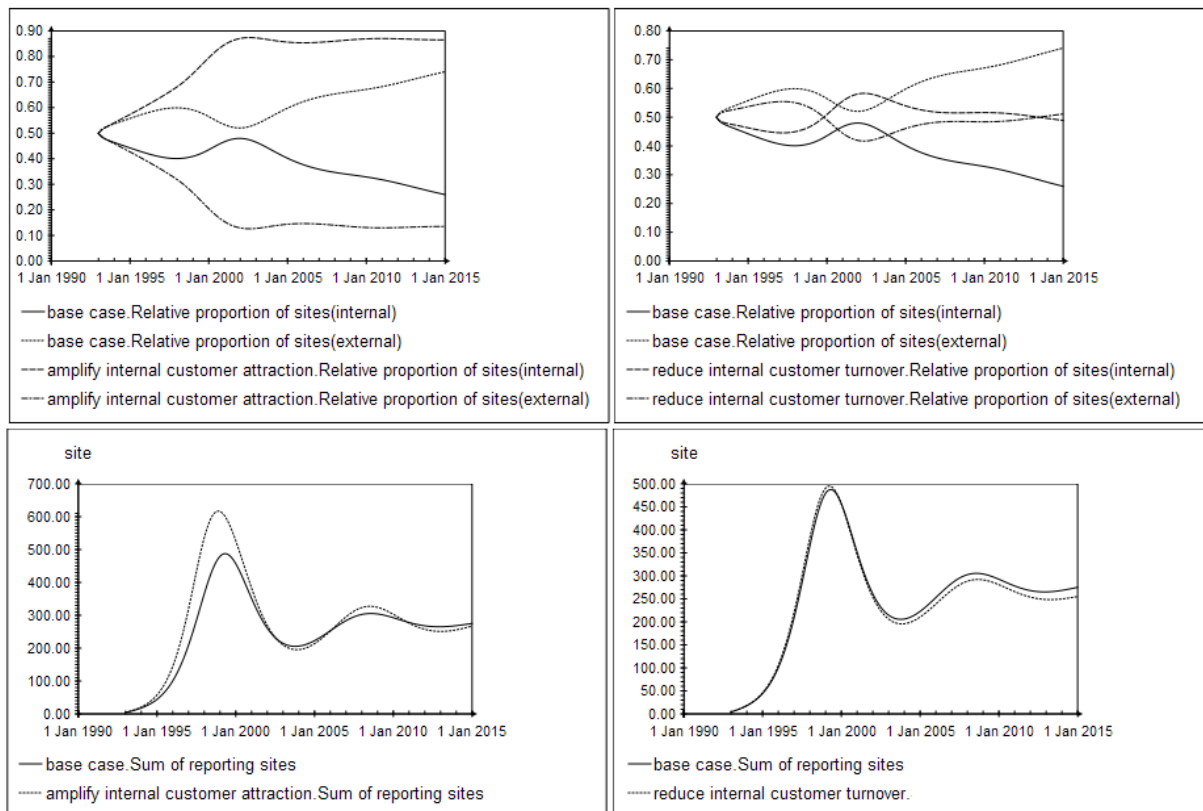 0.90
0.80
0.70
0.60
0.50
0.40
0.30
0.20
0.10
0.00
1 Jan 1990 1 Jan 1995 1 Jan 2000 1 Jan 2005 1 Jan 2010 1 Jan 2015
base case.Relative proportion of sites(internal)
base case.Relative proportion of sites(external)
amplify internal customer attraction.Relative proportion of sites(internal)
amplify internal customer attraction.Relative proportion of sites(external)
0.80
0.70
0.60
0.50
0.40
0.30
0.20
0.10
0.00
1 Jan 1990 1 Jan 1995 1 Jan 2000 1 Jan 2005 1 Jan 2010 1 Jan 2015
base case.Relative proportion of sites(internal)
base case.Relative proportion of sites(external)
reduce internal customer turnover.Relative proportion of sites(internal)
reduce internal customer turnover.Relative proportion of sites(external)
site
700.00
600.00
500.00
400.00
300.00
200.00
100.00
0.00
1 Jan 1990 1 Jan 1995 1 Jan 2000 1 Jan 2005 1 Jan 2010 1 Jan 2015
base case.Sum of reporting sites
amplify internal customer attraction.Sum of reporting sites
site
500.00
450.00
400.00
350.00
300.00
250.00
200.00
150.00
100.00
50.00
0.00
1 Jan 1990 1 Jan 1995 1 Jan 2000 1 Jan 2005 1 Jan 2010 1 Jan 2015
base case.Sum of reporting sites
reduce internal customer turnover.